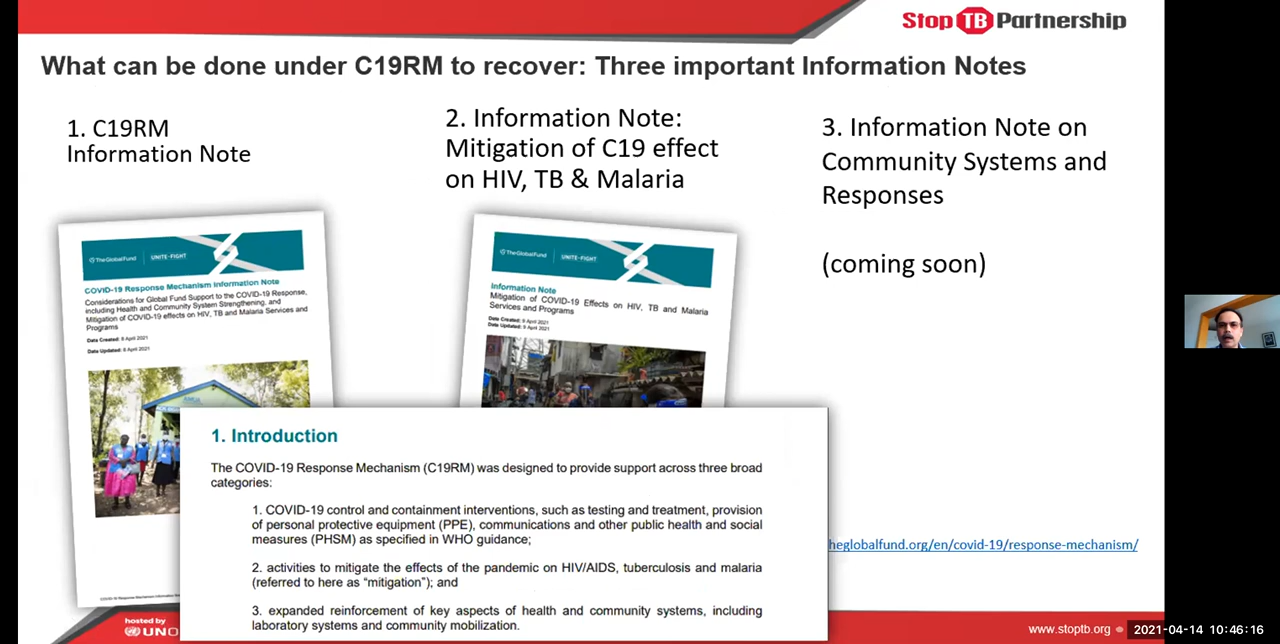 Stop TB Partnership
What can be done under C19RM to recover: Three important Information Notes
1. C19RM
Information Note
2. Information Note:
Mitigation of C19 effect
on HIV, TB & Malaria
3. Information Note on
Community Systems and
Responses
(coming soon)
TheGlobalFund UNITE-FIGHT
COVID-19 Response Mechanism Information Note
Considerations for Global Fund Support to the COVID-19 Response,
including Health and Community System Strengthening, and
Mitigation of COVID-19 effects on HIV, TB and Malaria Services and
Programs
Date Created: 8 April 2021
Date Updated: 8 April 2021
TheGlobalFund UNITE-FIGHT
Information Note
Mitigation of COVID-19 Effects on HIV, TB and Malaria
Services and Programs
Date Created: 9 April 2021
Date Updated: 9 April 2021
1. Introduction
The COVID-19 Response Mechanism (C19RM) was designed to provide support across three broad
categories:
1. COVID-19 control and containment interventions, such as testing and treatment, provision
of personal protective equipment (PPE), communications and other public health and social
measures (PHSM) as specified in WHO guidance;
2. activities to mitigate the effects of the pandemic on HIV/AIDS, tuberculosis and malaria
(referred to here as “mitigation”); and
3. expanded reinforcement of key aspects of health and community systems, including
laboratory systems and community mobilization.
heglobalfund.org/en/covid-19/response-mechanism/
hosted by
UNO
www.stoptb.org
2021-04-14 10:46:16